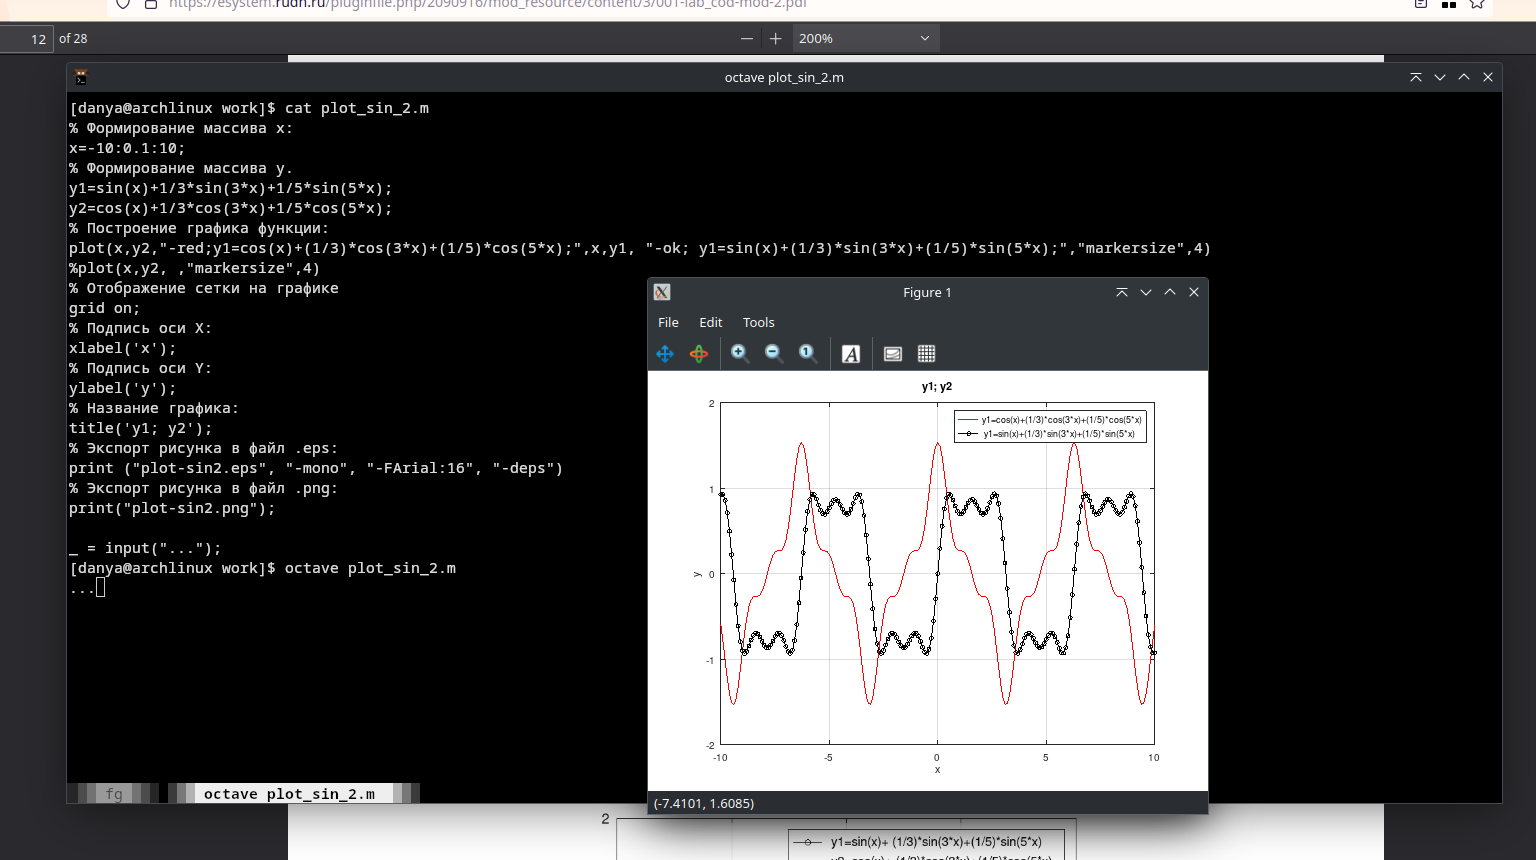 https://esystem.rudn.ru/pluginfile.php/2090916/mod_resource/content/3/001-lab_cod-mod-2.pdf
12 of 28
200%
octave plot_sin_2.m
[danya@archlinux work]$ cat plot_sin_2.m
% Формирование массива x:
x=-10:0.1:10;
% Формирование массива y.
y1=sin(x)+1/3*sin(3*x)+1/5*sin(5*x);
y2=cos(x)+1/3*cos(3*x)+1/5*cos(5*x);
% Построение графика функции:
plot(x,y2,"-red;y1=cos(x)+(1/3)*cos(3*x)+(1/5)*cos(5*x);",x,y1, "-ok; y1=sin(x)+(1/3)*sin(3*x)+(1/5)*sin(5*x);","markersize",4)
%plot(x,y2, ,"markersize",4)
% Отображение сетки на графике
grid on;
% Подпись оси X:
xlabel('x');
% Подпись оси Y:
ylabel('y');
% Название графика:
title('y1; y2');
% Экспорт рисунка в файл .eps:
print ("plot-sin2.eps", "-mono", "-FArial:16", "-deps")
% Экспорт рисунка в файл .png:
print("plot-sin2.png");
_ = input("...");
[danya@archlinux work]$ octave plot_sin_2.m
...
fg octave plot_sin_2.m
Figure 1
File Edit Tools
A
y1; y2
y1=cos(x)+(1/3)*cos(3*x)+(1/5)*cos(5*x)
y1=sin(x)+(1/3)*sin(3*x)+(1/5)*sin(5*x)
2
1
0
-1
-2
y
-10 -5 0 5 10
x
(-7.4101, 1.6085)
2
y1=sin(x)+ (1/3)*sin(3*x)+(1/5)*sin(5*x)